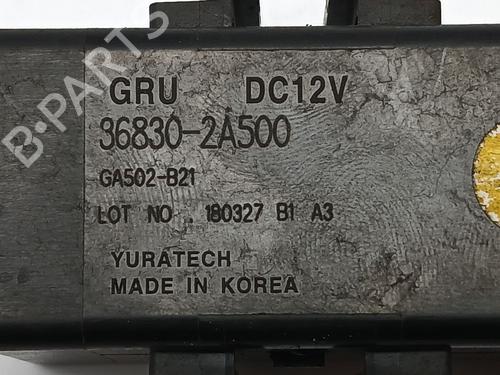 B-PARTS
GRU DC12V
36830-2A500
GA502-B21
LOT NO . 180327 B1 A3
YURATECH
MADE IN KOREA